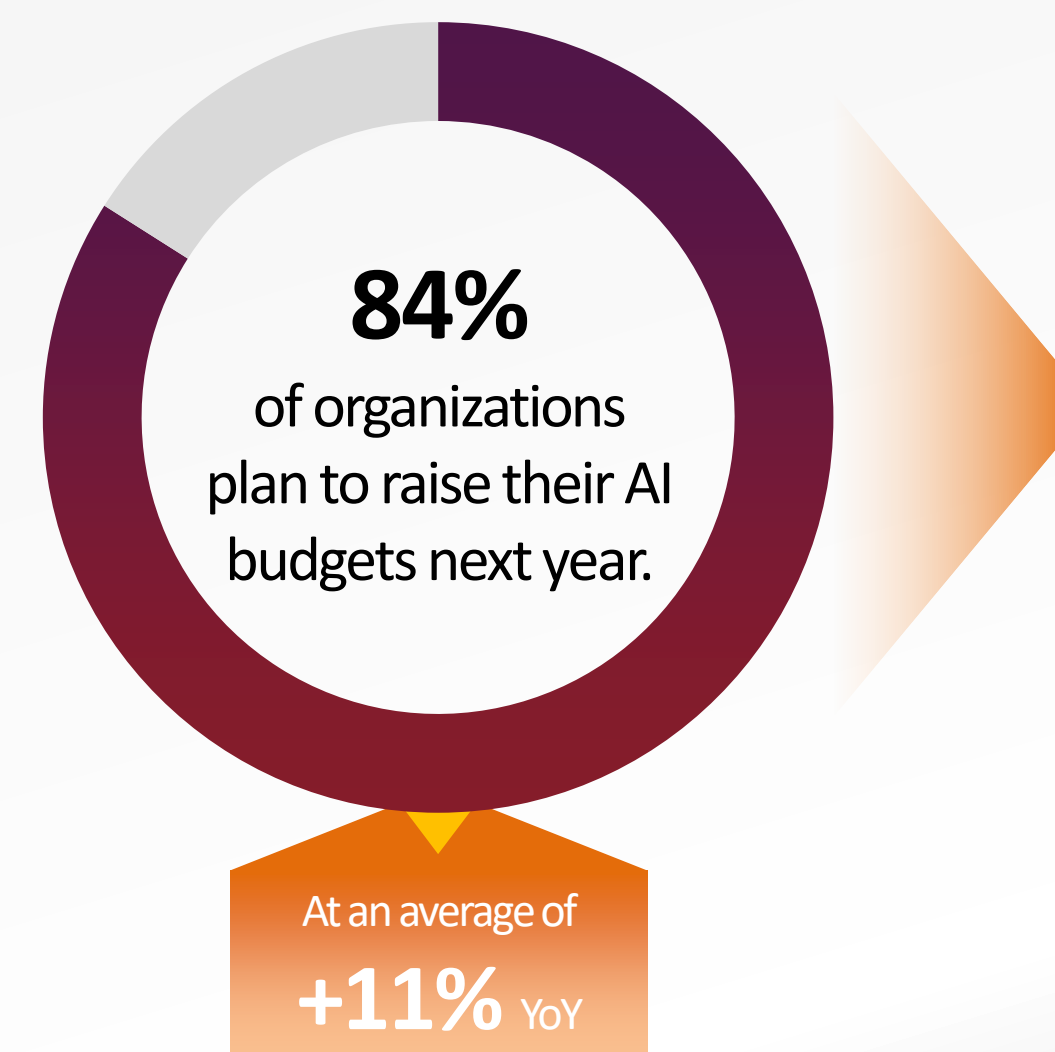 84%
of organizations
plan to raise their AI
budgets next year.
At an average of
+11% YoY